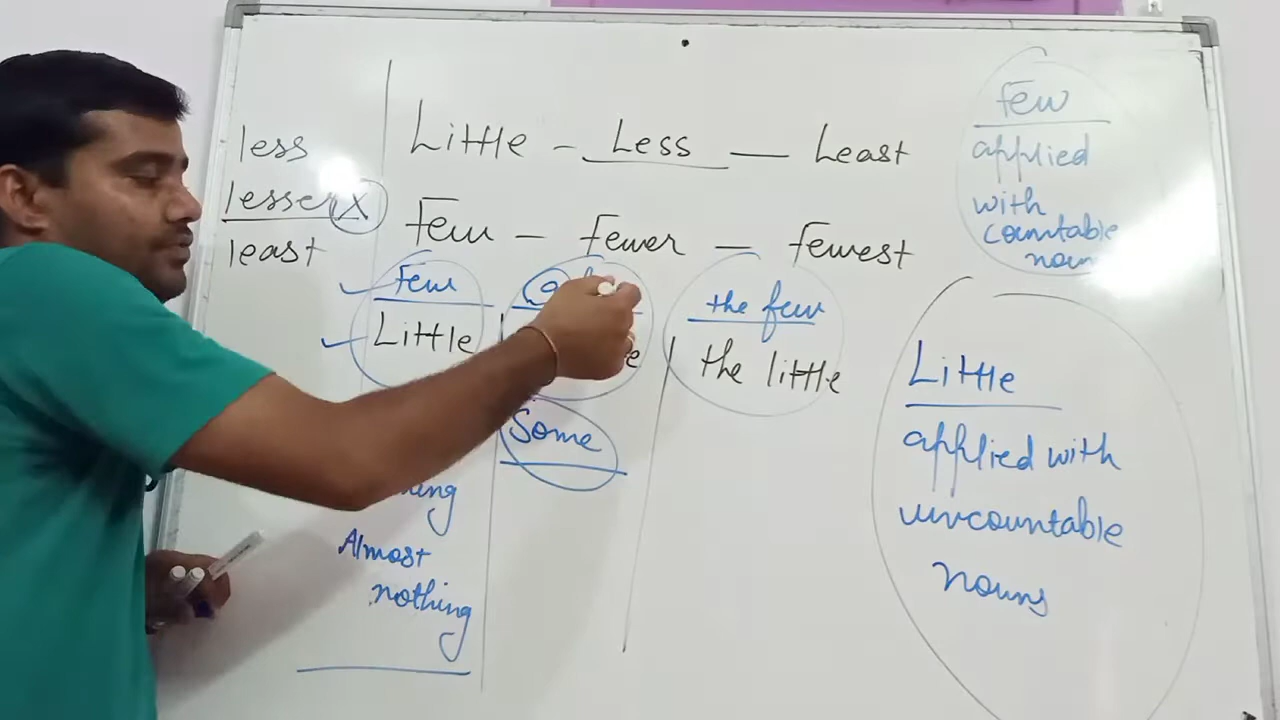 less
lesser X
least
Little - Less - Least
Few - Fewer - Fewest
Few
Little
a
Some
Almost
nothing
the few
the little
Few
applied
with
countable
noun
Little
applied with
uncountable
nouns